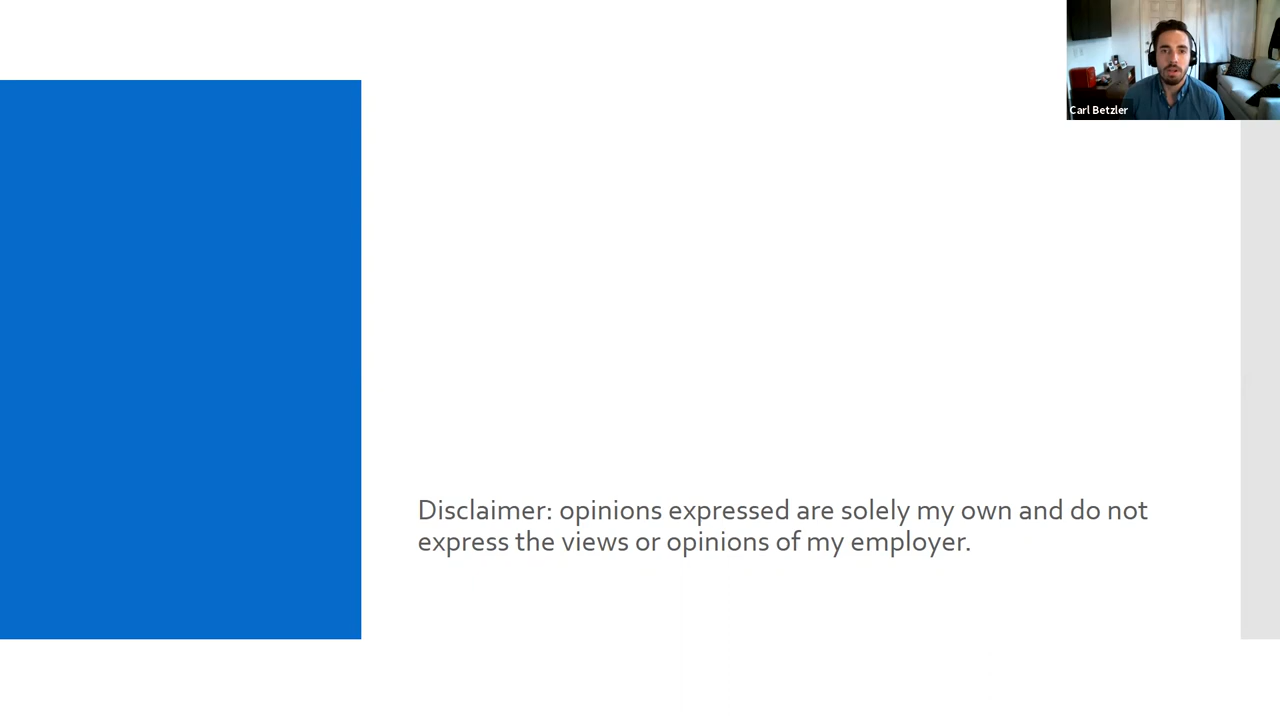 Carl Betzler
Disclaimer: opinions expressed are solely my own and do not
express the views or opinions of my employer.